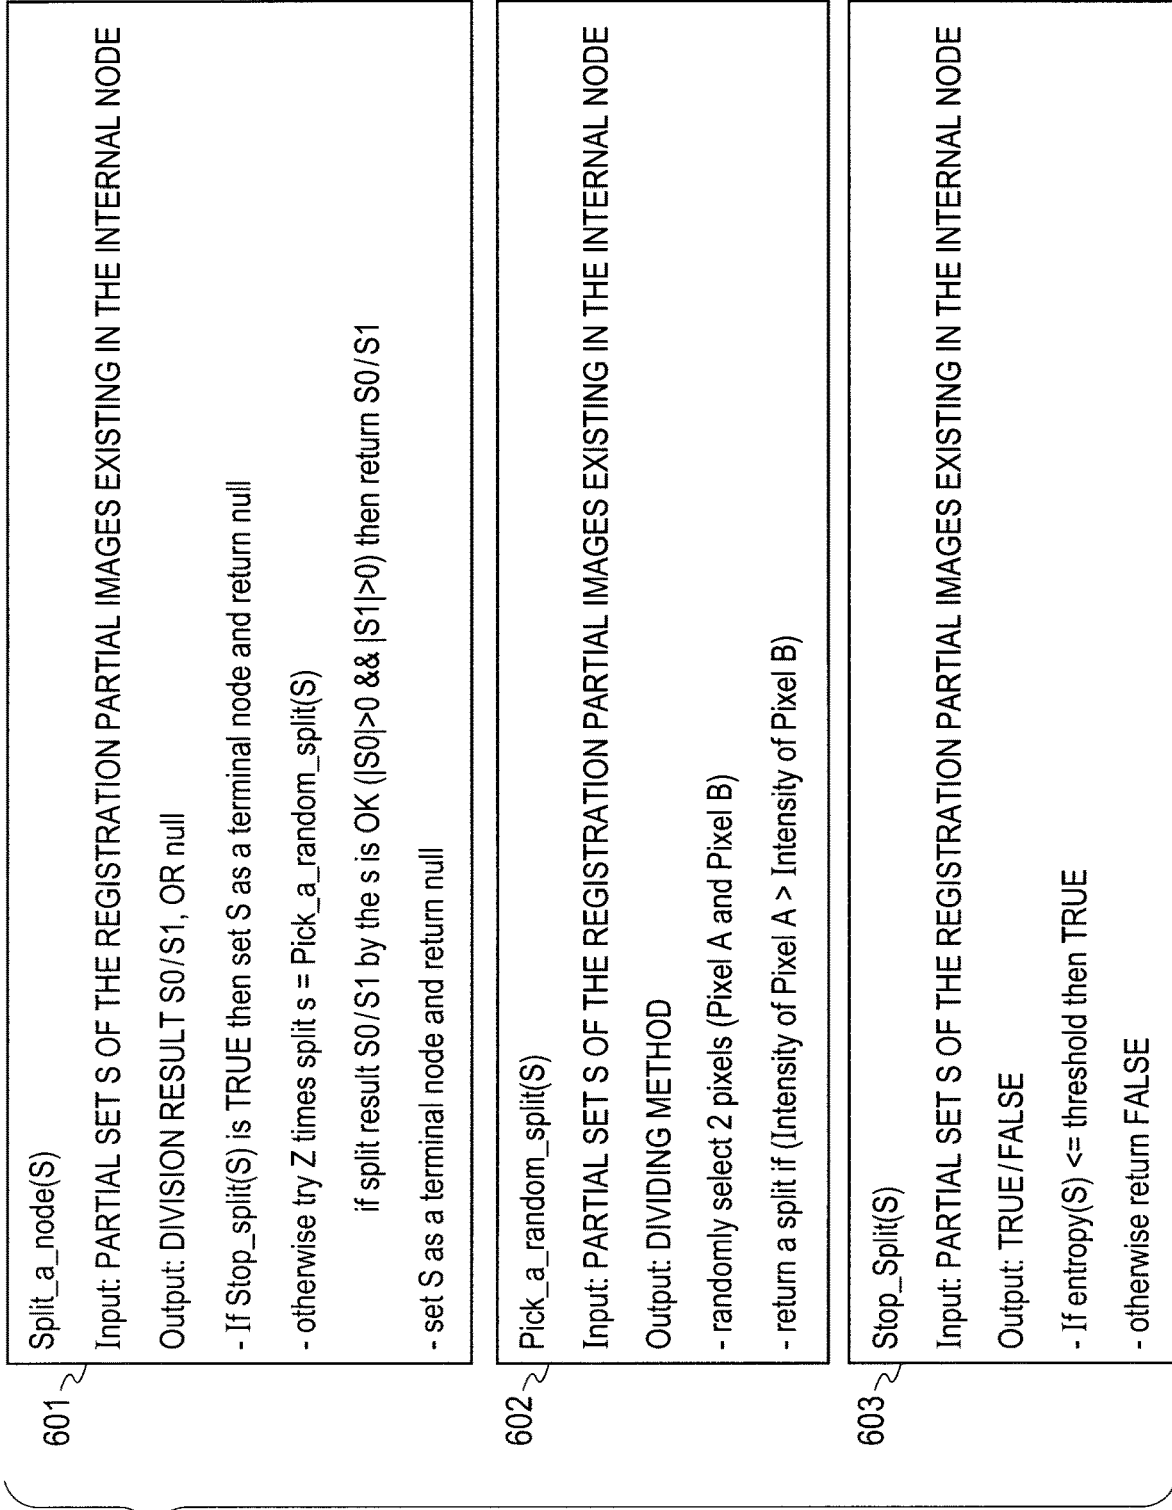 601
Split_a_node(S)
Input: PARTIAL SET S OF THE REGISTRATION PARTIAL IMAGES EXISTING IN THE INTERNAL NODE
Output: DIVISION RESULT S0/S1, OR null
- If Stop_split(S) is TRUE then set S as a terminal node and return null
- otherwise try Z times split s = Pick_a_random_split(S)
if split result S0/S1 by the s is OK (|S0|>0 && |S1|>0) then return S0/S1
- set S as a terminal node and return null
602
Pick_a_random_split(S)
Input: PARTIAL SET S OF THE REGISTRATION PARTIAL IMAGES EXISTING IN THE INTERNAL NODE
Output: DIVIDING METHOD
- randomly select 2 pixels (Pixel A and Pixel B)
- return a split if (Intensity of Pixel A > Intensity of Pixel B)
603
Stop_Split(S)
Input: PARTIAL SET S OF THE REGISTRATION PARTIAL IMAGES EXISTING IN THE INTERNAL NODE
Output: TRUE/FALSE
- If entropy(S) <= threshold then TRUE
- otherwise return FALSE